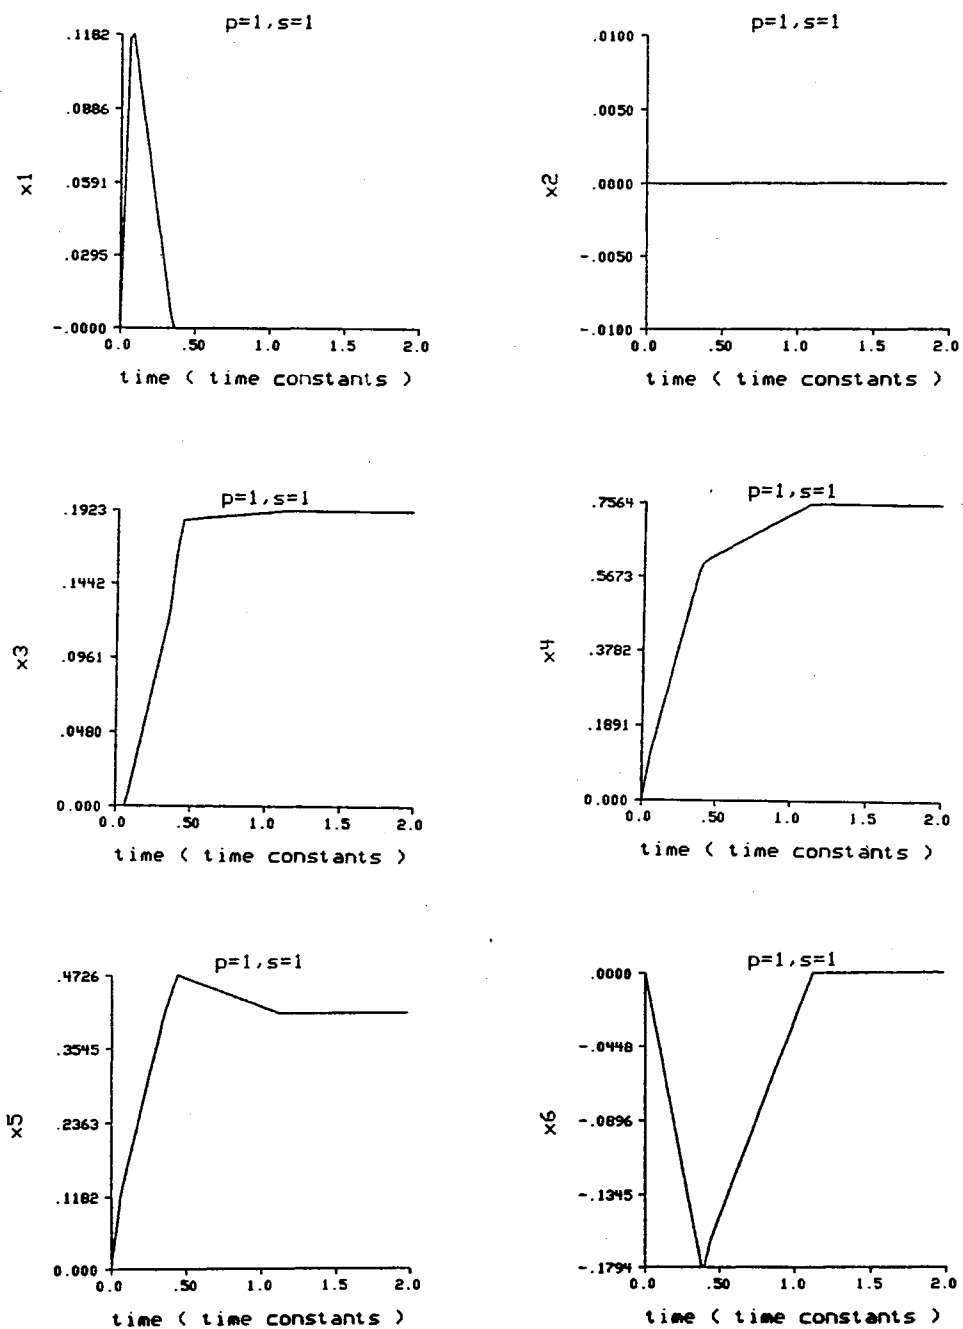 p=1,s=1
.1182
.0886
.0591
.0295
-.0000
x1
0.0 .50 1.0 1.5 2.0
time ( time constants )
p=1,s=1
.0100
.0050
.0000
-.0050
-.0100
x2
0.0 .50 1.0 1.5 2.0
time ( time constants )
p=1,s=1
.1923
.1442
.0961
.0480
0.000
x3
0.0 .50 1.0 1.5 2.0
time ( time constants )
p=1,s=1
.7564
.5673
.3782
.1891
0.000
x4
0.0 .50 1.0 1.5 2.0
time ( time constants )
p=1,s=1
.4726
.3545
.2363
.1182
0.000
x5
0.0 .50 1.0 1.5 2.0
time ( time constants )
p=1,s=1
.0000
-.0448
-.0896
-.1345
-.1794
x6
0.0 .50 1.0 1.5 2.0
time ( time constants )